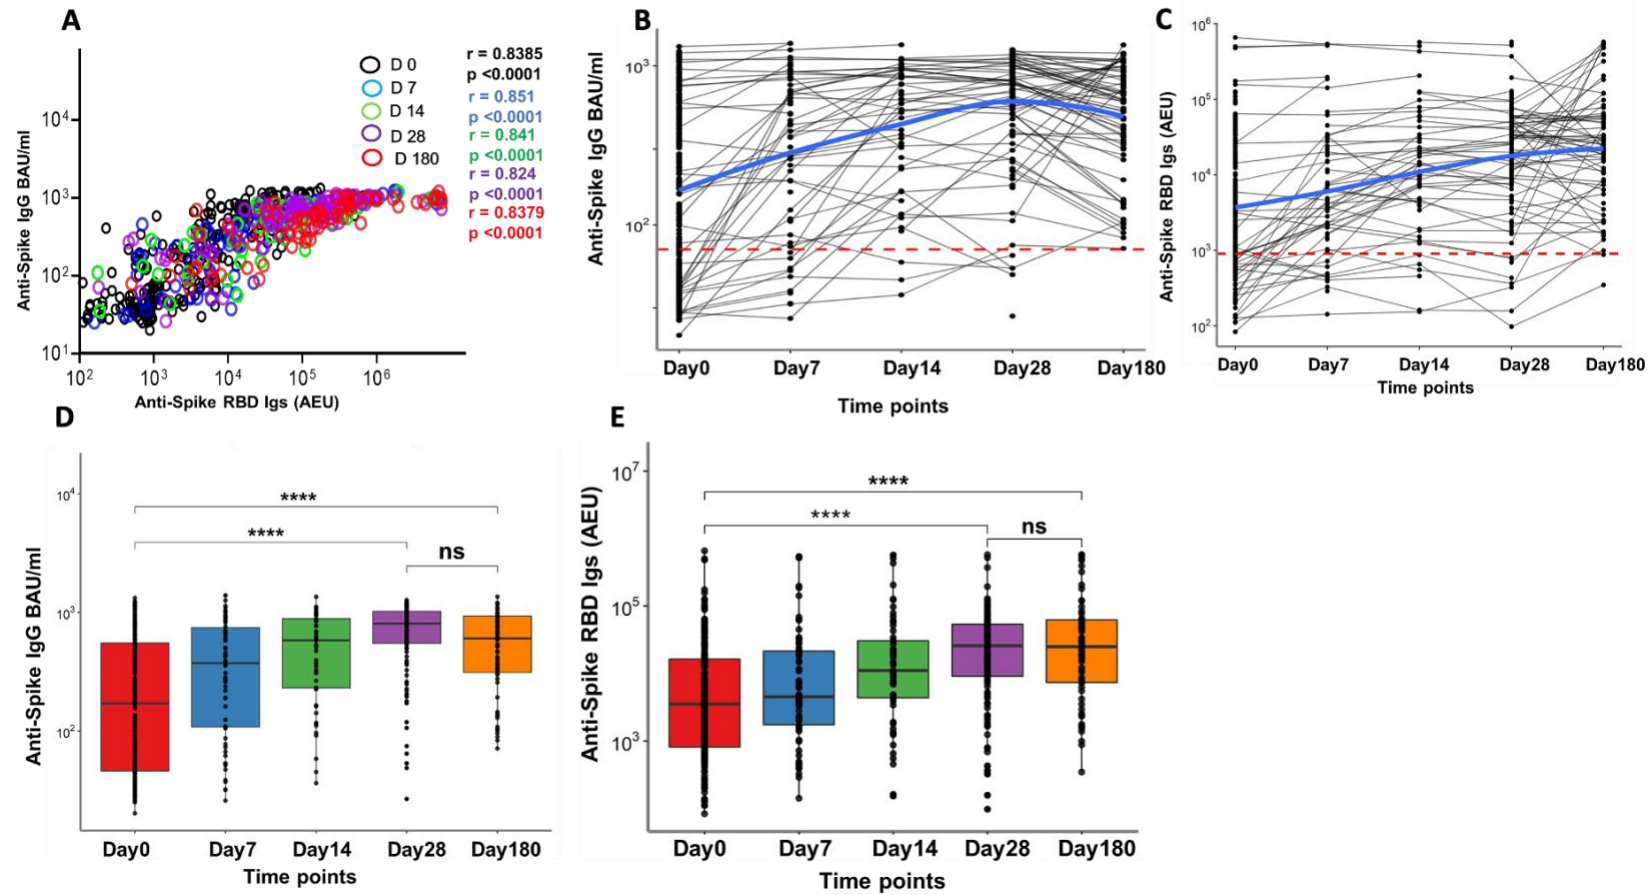 A
B
C
D 0
D 7
D 14
D 28
D 180
r = 0.8385
p <0.0001
r = 0.851
p <0.0001
r = 0.841
p <0.0001
r = 0.824
p <0.0001
r = 0.8379
p <0.0001
Anti-Spike IgG BAU/ml
10⁴
10³
10²
10¹
10² 10³ 10⁴ 10⁵ 10⁶
Anti-Spike RBD Igs (AEU)
Anti-Spike IgG BAU/ml
10³
10²
Day0 Day7 Day14 Day28 Day180
Time points
Anti-Spike RBD Igs (AEU)
10⁶
10⁵
10⁴
10³
10²
Day0 Day7 Day14 Day28 Day180
Time points
D
E
Anti-Spike IgG BAU/ml
10⁴
10³
10²
****
****
ns
Day0 Day7 Day14 Day28 Day180
Time points
Anti-Spike RBD Igs (AEU)
10⁷
10⁵
10³
****
****
ns
Day0 Day7 Day14 Day28 Day180
Time points